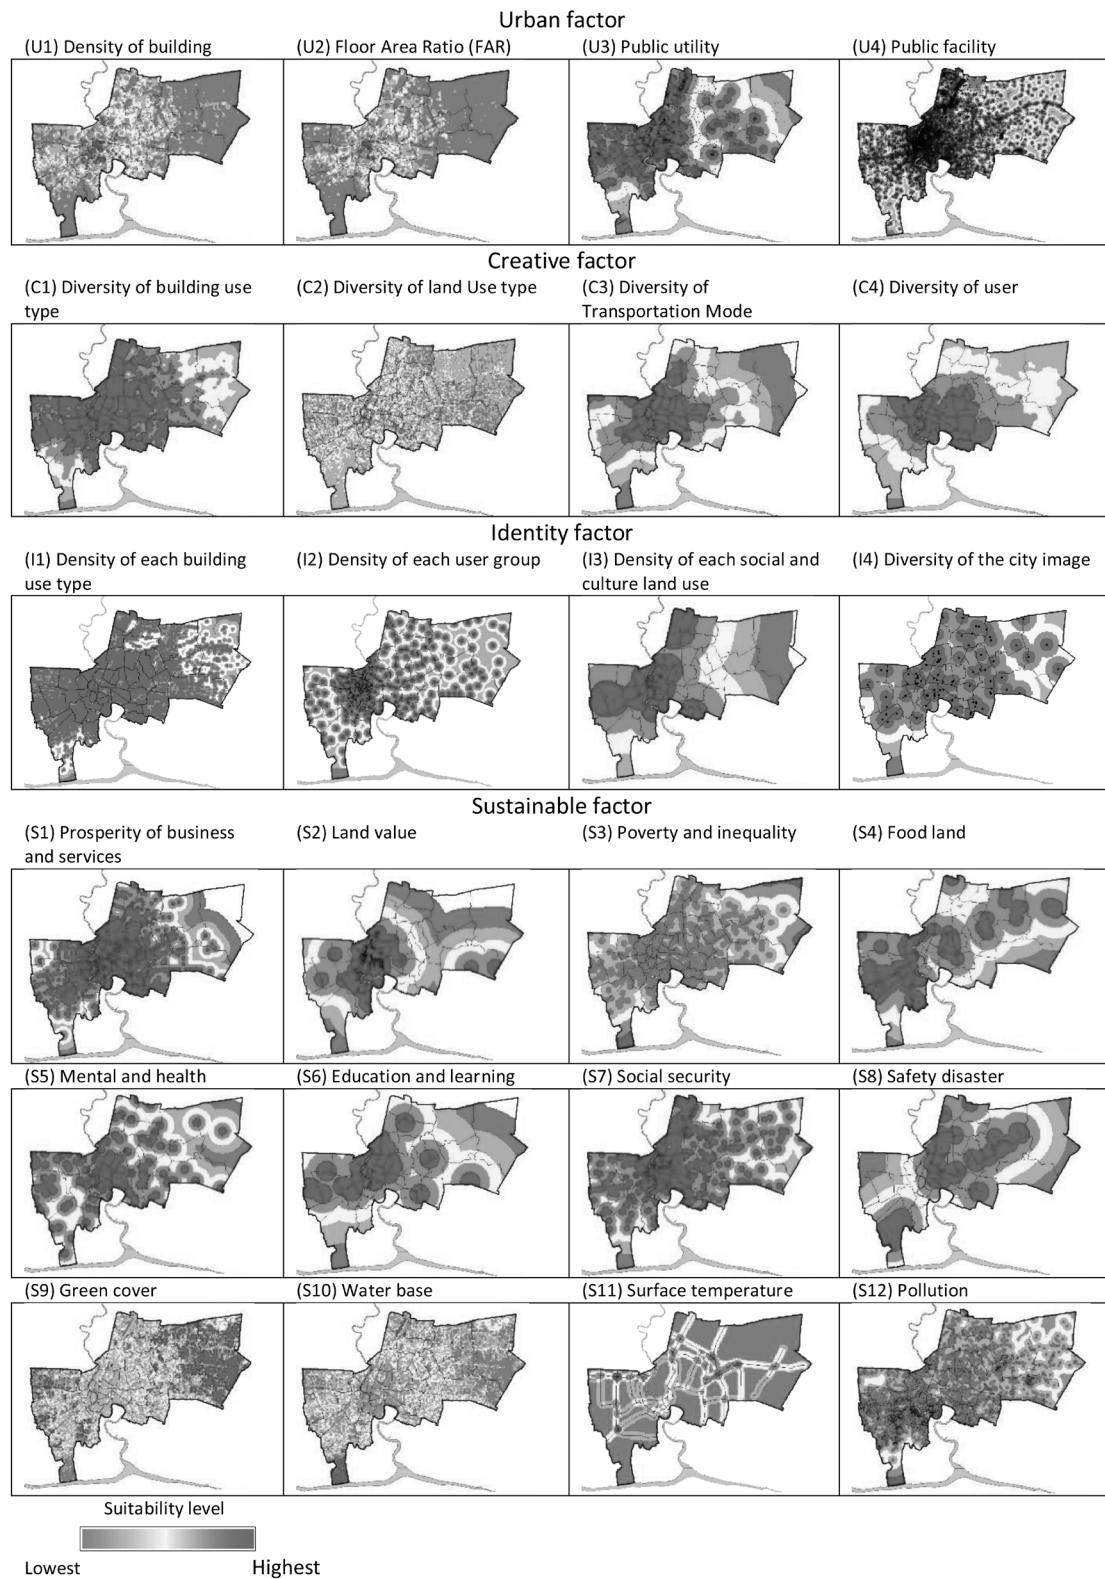 Urban factor
(U1) Density of building
(U2) Floor Area Ratio (FAR)
(U3) Public utility
(U4) Public facility
Creative factor
(C1) Diversity of building use
type
(C2) Diversity of land Use type
(C3) Diversity of
Transportation Mode
(C4) Diversity of user
Identity factor
(I1) Density of each building
use type
(I2) Density of each user group
(I3) Density of each social and
culture land use
(I4) Diversity of the city image
Sustainable factor
(S1) Prosperity of business
and services
(S2) Land value
(S3) Poverty and inequality
(S4) Food land
(S5) Mental and health
(S6) Education and learning
(S7) Social security
(S8) Safety disaster
(S9) Green cover
(S10) Water base
(S11) Surface temperature
(S12) Pollution
Suitability level
Lowest
Highest